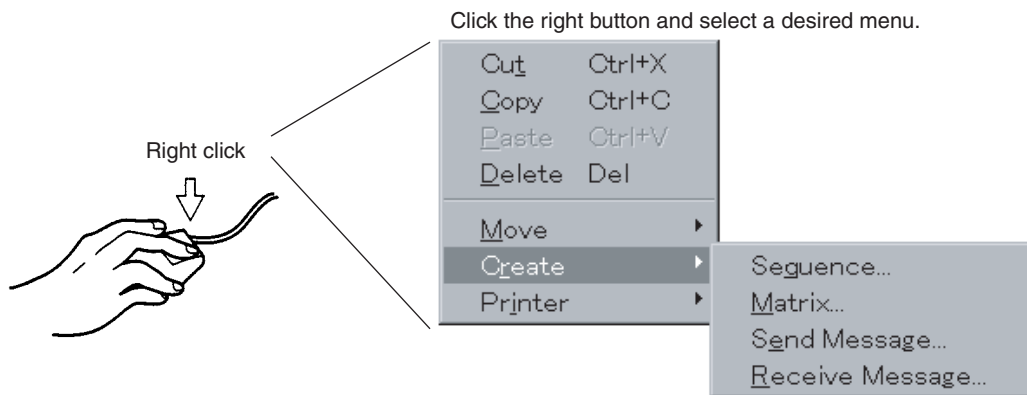 Click the right button and select a desired menu.
Right click
Cut Ctrl+X
Copy Ctrl+C
Paste Ctrl+V
Delete Del
Move
Create
Printer
Sequence...
Matrix...
Send Message...
Receive Message...